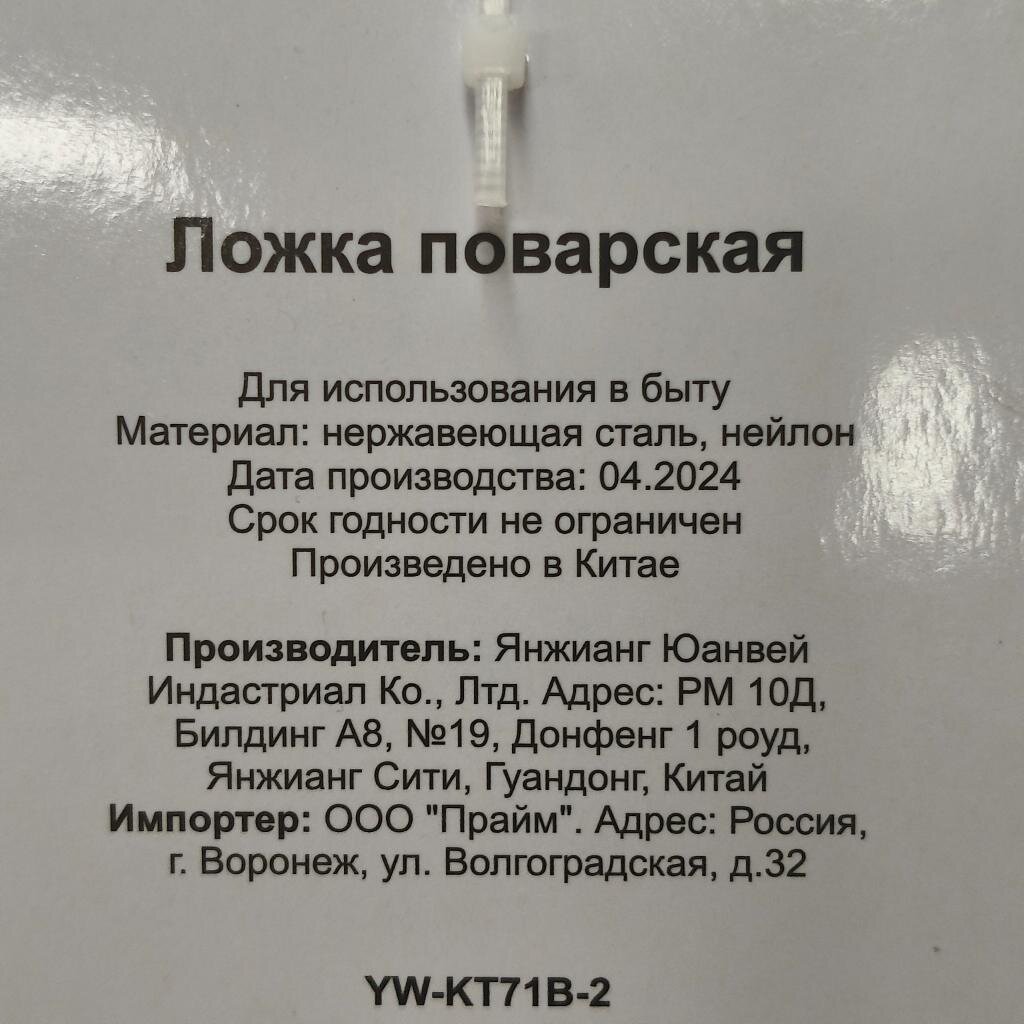 Ложка поварская
Для использования в быту
Материал: нержавеющая сталь, нейлон
Дата производства: 04.2024
Срок годности не ограничен
Произведено в Китае
Производитель: Янжианг Юанвей
Индастриал Ко., Лтд. Адрес: РМ 10Д,
Билдинг А8, №19, Донфенг 1 роуд,
Янжианг Сити, Гуандонг, Китай
Импортер: ООО "Прайм". Адрес: Россия,
г. Воронеж, ул. Волгоградская, д.32
YW-KT71B-2